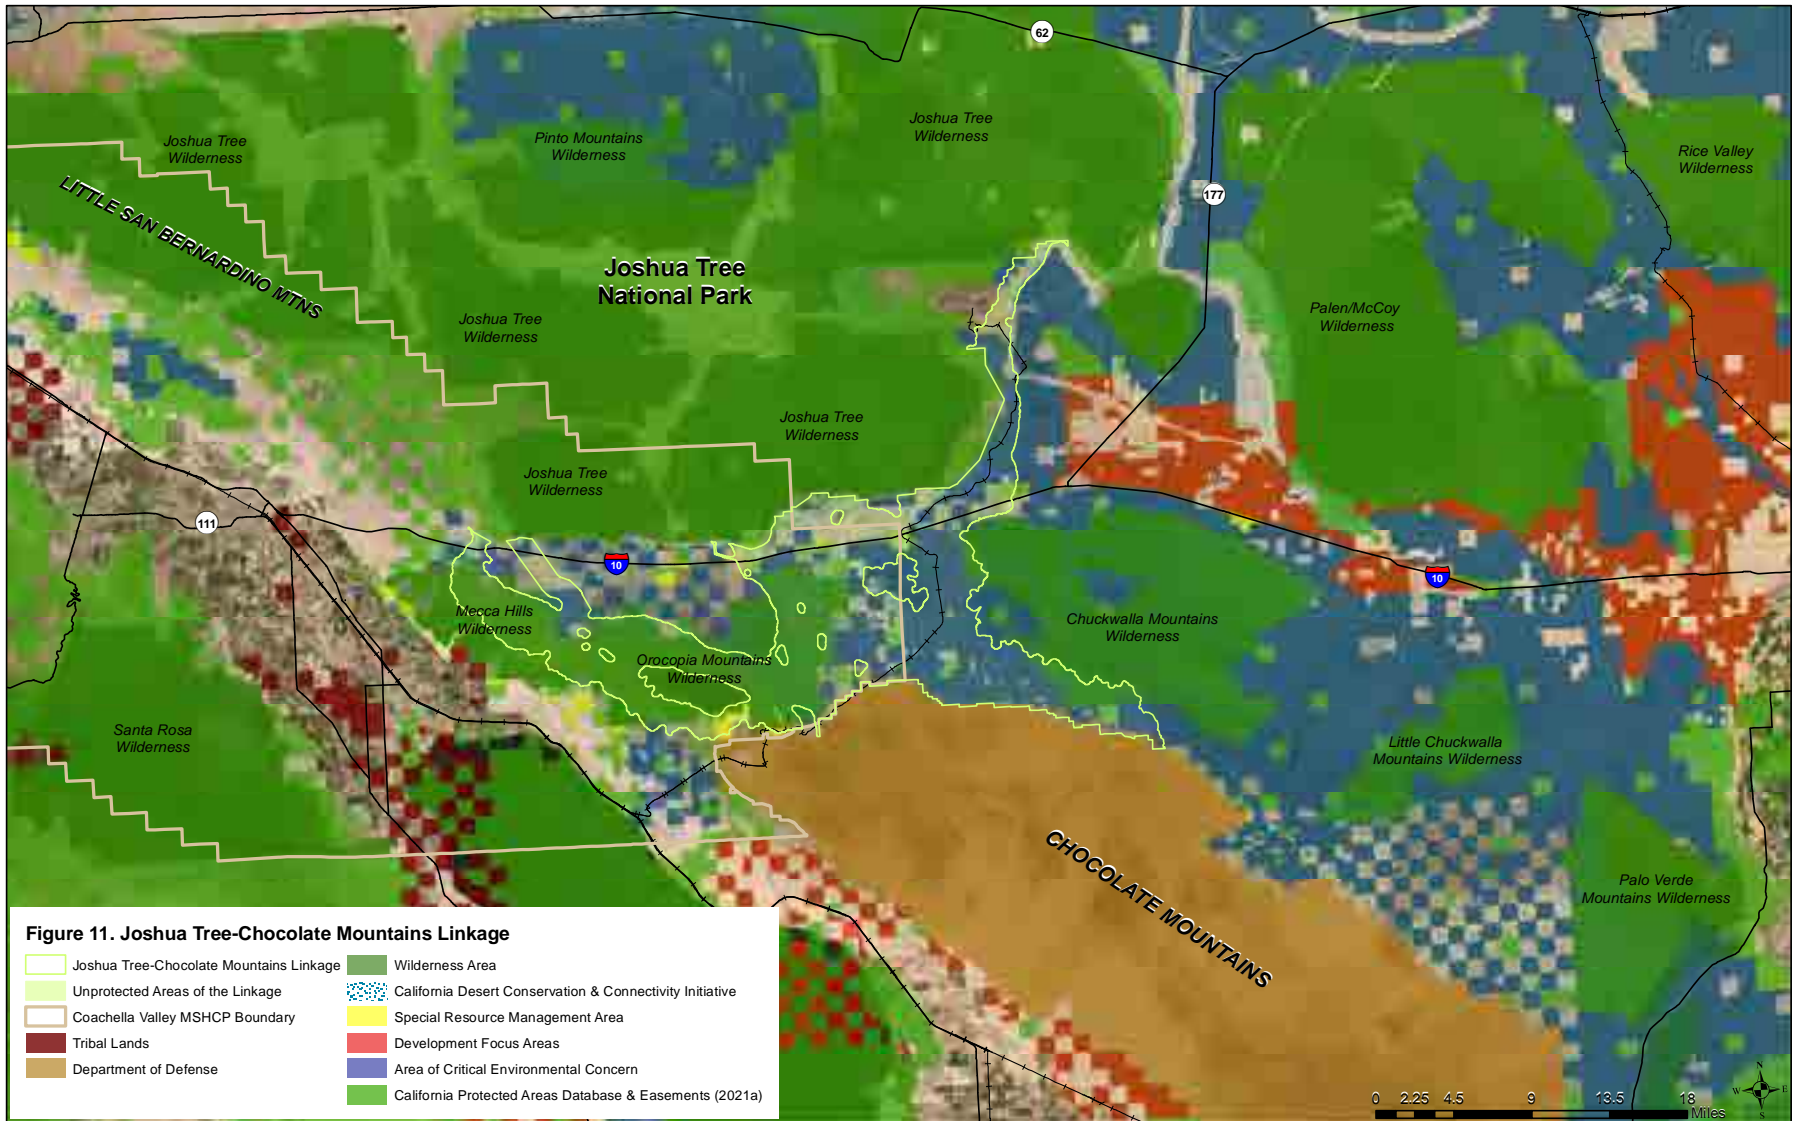 62
Joshua Tree
Wilderness
Pinto Mountains
Wilderness
Joshua Tree
Wilderness
Rice Valley
Wilderness
177
LITTLE SAN BERNARDINO MTNS
Joshua Tree
National Park
Joshua Tree
Wilderness
Palen/McCoy
Wilderness
Joshua Tree
Wilderness
Joshua Tree
Wilderness
111
10
10
Mecca Hills
Wilderness
Chuckwalla Mountains
Wilderness
Orocopia Mountains
Wilderness
Santa Rosa
Wilderness
Little Chuckwalla
Mountains Wilderness
CHOCOLATE MOUNTAINS
Palo Verde
Mountains Wilderness
Figure 11. Joshua Tree-Chocolate Mountains Linkage
Joshua Tree-Chocolate Mountains Linkage
Unprotected Areas of the Linkage
Coachella Valley MSHCP Boundary
Tribal Lands
Department of Defense
Wilderness Area
California Desert Conservation & Connectivity Initiative
Special Resource Management Area
Development Focus Areas
Area of Critical Environmental Concern
California Protected Areas Database & Easements (2021a)
0 2.25 4.5 9 13.5 18
Miles
N
W E
S